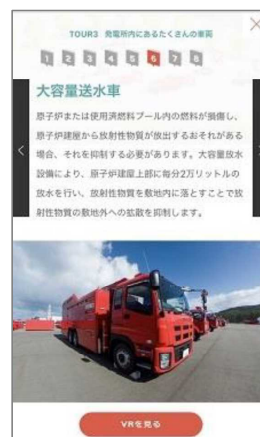 TOUR3 発電所内にあるたくさんの車両
1 2 3 4 5 6 7 8
大容量送水車
原子炉または使用済燃料プール内の燃料が損傷し、
原子炉建屋から放射性物質が放出するおそれがある
場合、それを抑制する必要があります。大容量放水
設備により、原子炉建屋上部に毎分2万リットルの
放水を行い、放射性物質を敷地内に落とすことで放
射性物質の敷地外への拡散を抑制します。
VRを見る